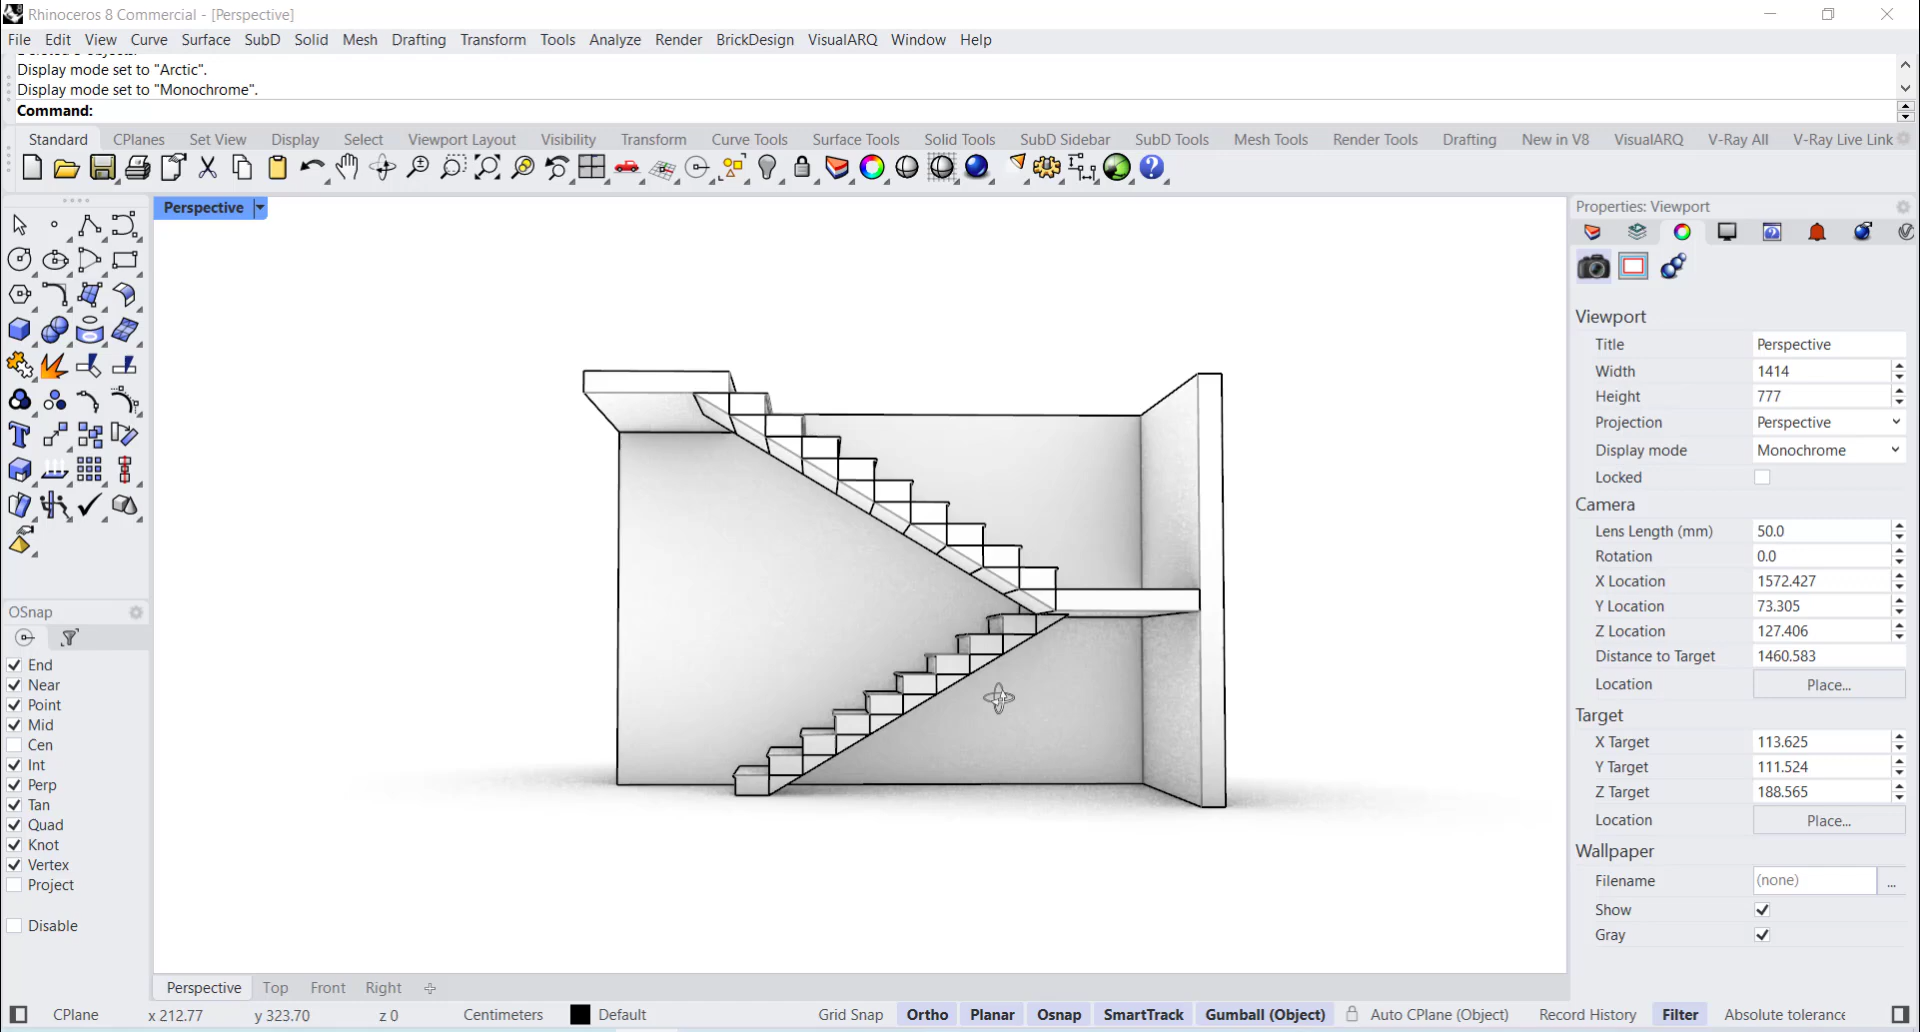 Rhinoceros 8 Commercial - [Perspective]
File Edit View Curve Surface SubD Solid Mesh Drafting Transform Tools Analyze Render BrickDesign VisualARQ Window Help
Display mode set to "Arctic".
Display mode set to "Monochrome".
Command:
Standard CPlanes Set View Display Select Viewport Layout Visibility Transform Curve Tools Surface Tools Solid Tools SubD Sidebar SubD Tools Mesh Tools Render Tools Drafting New in V8 VisualARQ V-Ray All V-Ray Live Link
Perspective
OSnap
End
Near
Point
Mid
Cen
Int
Perp
Tan
Quad
Knot
Vertex
Project
Disable
Properties: Viewport
Viewport
Title Perspective
Width 1414
Height 777
Projection Perspective
Display mode Monochrome
Locked
Camera
Lens Length (mm) 50.0
Rotation 0.0
X Location 1572.427
Y Location 73.305
Z Location 127.406
Distance to Target 1460.583
Location Place...
Target
X Target 113.625
Y Target 111.524
Z Target 188.565
Location Place...
Wallpaper
Filename (none) ...
Show
Gray
Perspective Top Front Right
CPlane x 212.77 y 323.70 z 0 Centimeters Default Grid Snap Ortho Planar Osnap SmartTrack Gumball (Object) Auto CPlane (Object) Record History Filter Absolute tolerance